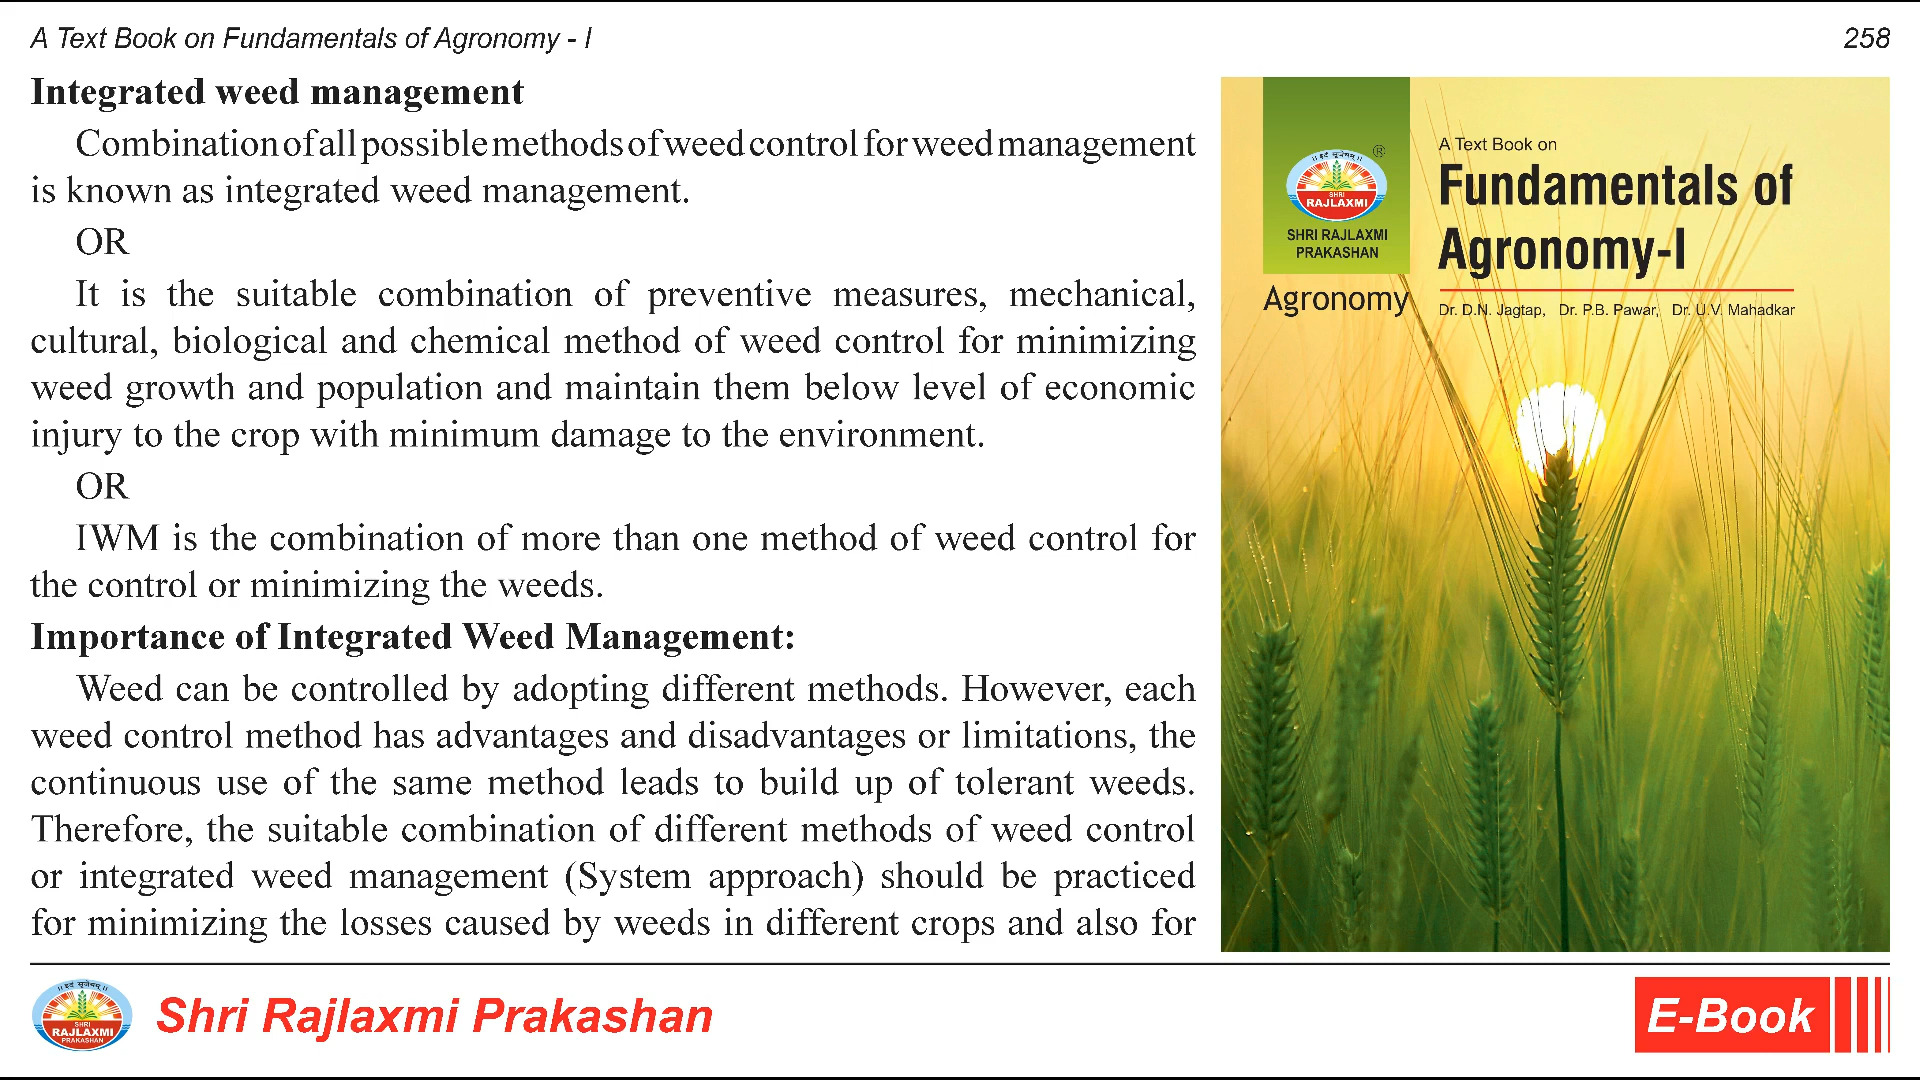 A Text Book on Fundamentals of Agronomy - I
258
Integrated weed management
Combination of all possible methods of weed control for weed management
is known as integrated weed management.
OR
It is the suitable combination of preventive measures, mechanical,
cultural, biological and chemical method of weed control for minimizing
weed growth and population and maintain them below level of economic
injury to the crop with minimum damage to the environment.
OR
IWM is the combination of more than one method of weed control for
the control or minimizing the weeds.
Importance of Integrated Weed Management:
Weed can be controlled by adopting different methods. However, each
weed control method has advantages and disadvantages or limitations, the
continuous use of the same method leads to build up of tolerant weeds.
Therefore, the suitable combination of different methods of weed control
or integrated weed management (System approach) should be practiced
for minimizing the losses caused by weeds in different crops and also for
®
SHRI
RAJLAXMI
SHRI RAJLAXMI
PRAKASHAN
Agronomy
A Text Book on
Fundamentals of
Agronomy-I
Dr. D.N. Jagtap, Dr. P.B. Pawar, Dr. U.V. Mahadkar
SHRI
RAJLAXMI
PRAKASHAN
Shri Rajlaxmi Prakashan
E-Book